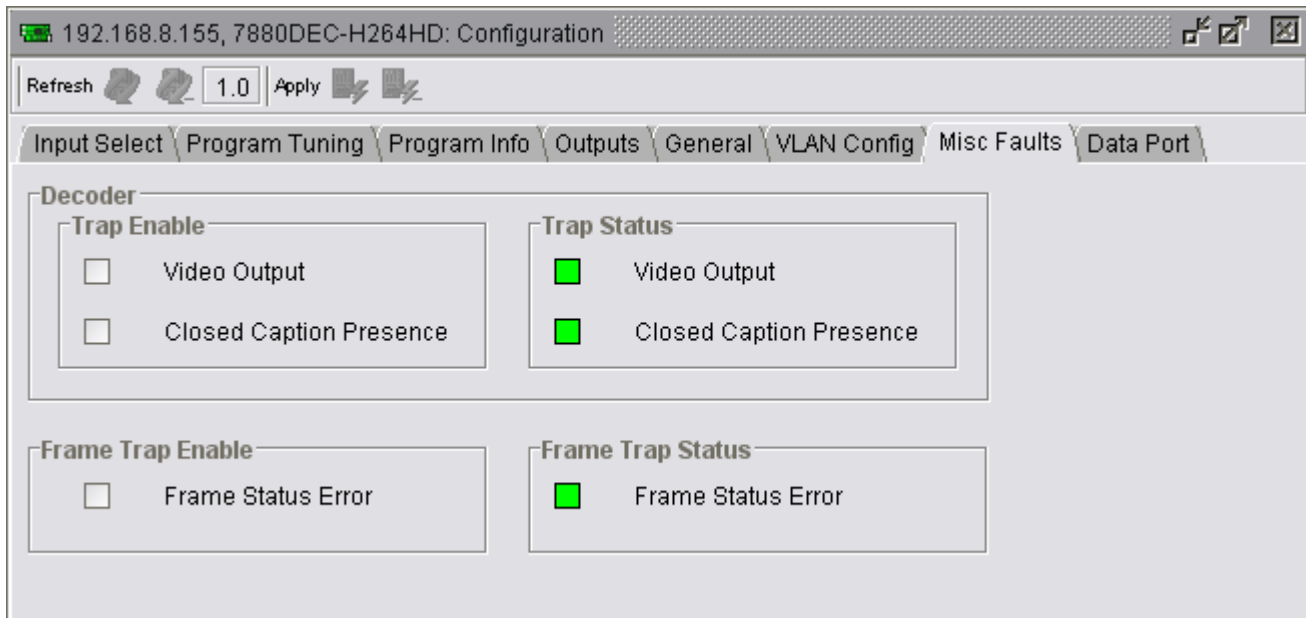 192.168.8.155, 7880DEC-H264HD: Configuration
Refresh 1.0 Apply
Input Select Program Tuning Program Info Outputs General VLAN Config Misc Faults Data Port
Decoder
Trap Enable
Video Output
Closed Caption Presence
Trap Status
Video Output
Closed Caption Presence
Frame Trap Enable
Frame Status Error
Frame Trap Status
Frame Status Error